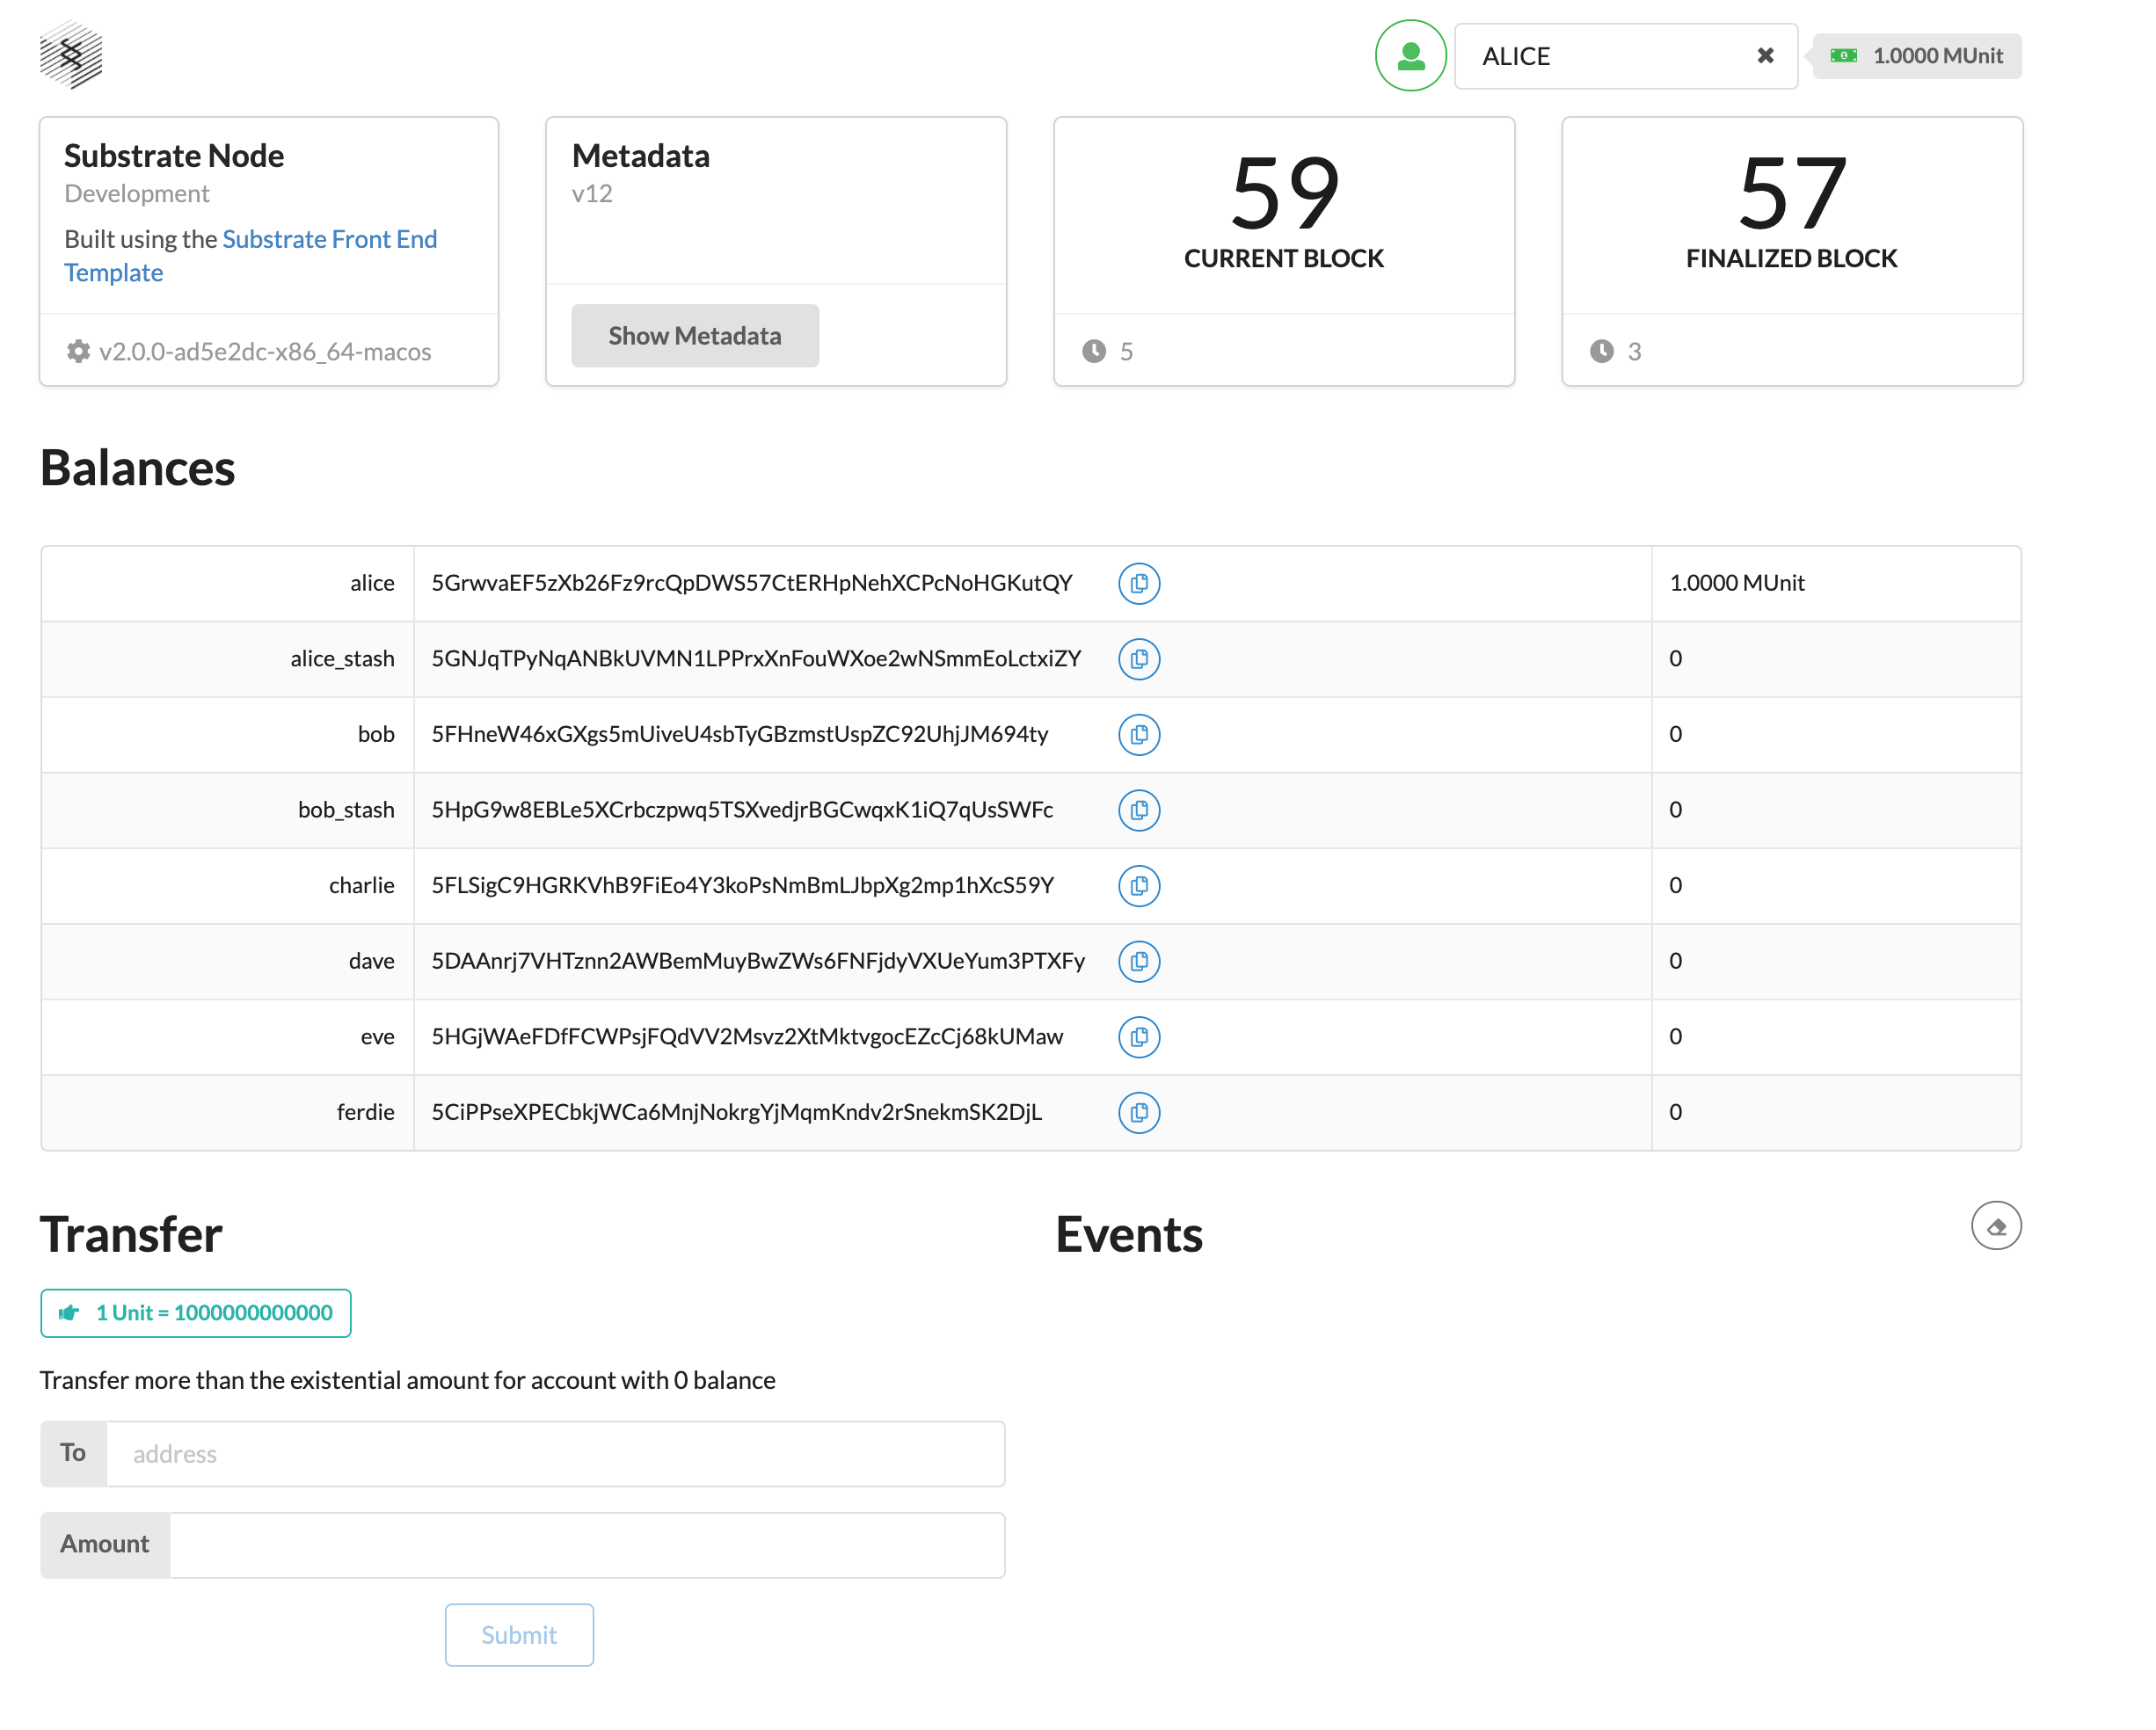 ALICE
1.0000 MUnit
Substrate Node
Development
Built using the Substrate Front End
Template
v2.0.0-ad5e2dc-x86_64-macos
Metadata
v12
Show Metadata
59
CURRENT BLOCK
5
57
FINALIZED BLOCK
3
Balances
alice 5GrwvaEF5zXb26Fz9rcQpDWS57CtERHpNehXCPcNoHGKutQY 1.0000 MUnit
alice_stash 5GNJqTPyNqANBkUVMN1LPPrxXnFouWXoe2wNSmmEoLctxiZY 0
bob 5FHneW46xGXgs5mUiveU4sbTyGBzmstUspZC92UhjJM694ty 0
bob_stash 5HpG9w8EBLe5XCrbczpwq5TSXvedjrBGCwqxK1iQ7qUsSWFc 0
charlie 5FLSigC9HGRKVhB9FiEo4Y3koPsNmBmLJbpXg2mp1hXcS59Y 0
dave 5DAAnrj7VHTznn2AWBemMuyBwZWs6FNFjdyVXUeYum3PTXFy 0
eve 5HGjWAeFDfFCWPsjFQdVV2Msvz2XtMktvgocEZcCj68kUMaw 0
ferdie 5CiPPseXPECbkjWCa6MnjNokrgYjMqmKndv2rSnekmSK2DjL 0
Transfer
1 Unit = 1000000000000
Transfer more than the existential amount for account with 0 balance
To address
Amount
Submit
Events